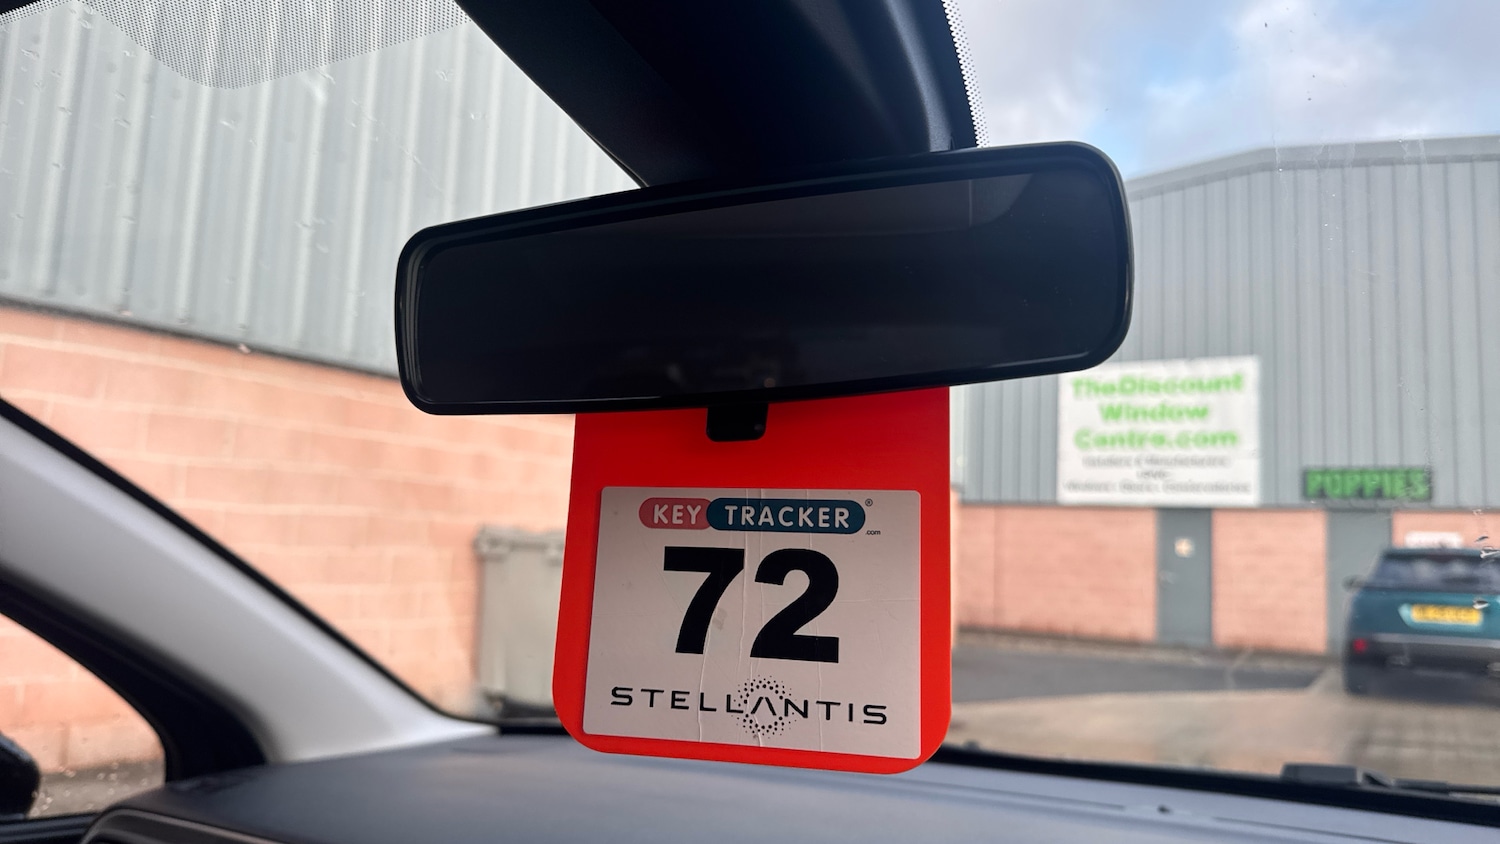 KEY TRACKER®
.com
72
STELLANTIS
TheDiscount
Window
Centre.com
POPPIES